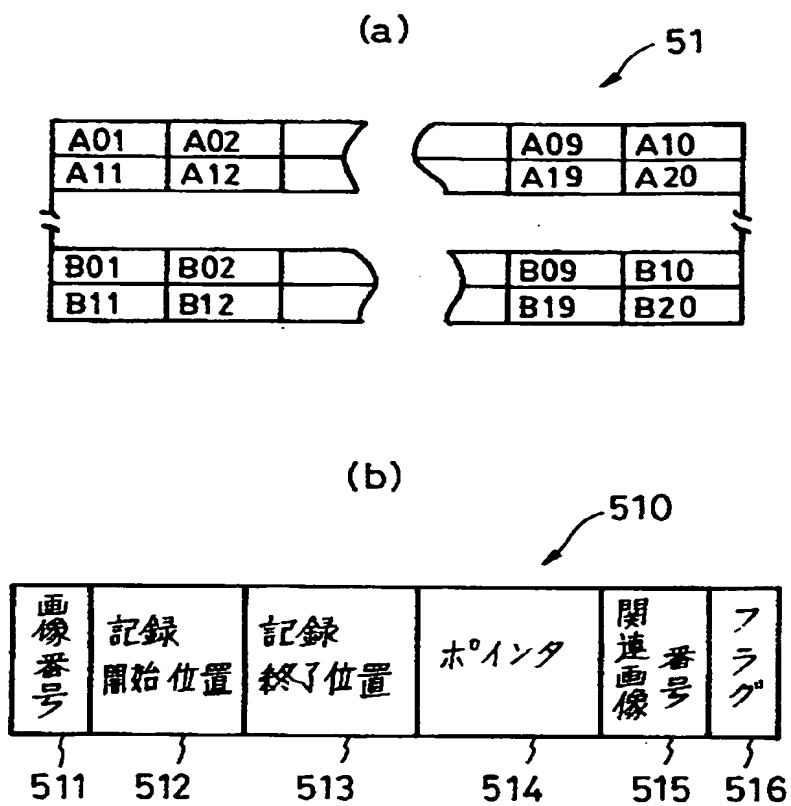 (a)
51
A01 A02 A09 A10
A11 A12 A19 A20
B01 B02 B09 B10
B11 B12 B19 B20
(b)
510
画像番号
記録
開始位置
記録
終了位置
ポインタ
関連画像
番号
フラグ
511 512 513 514 515 516